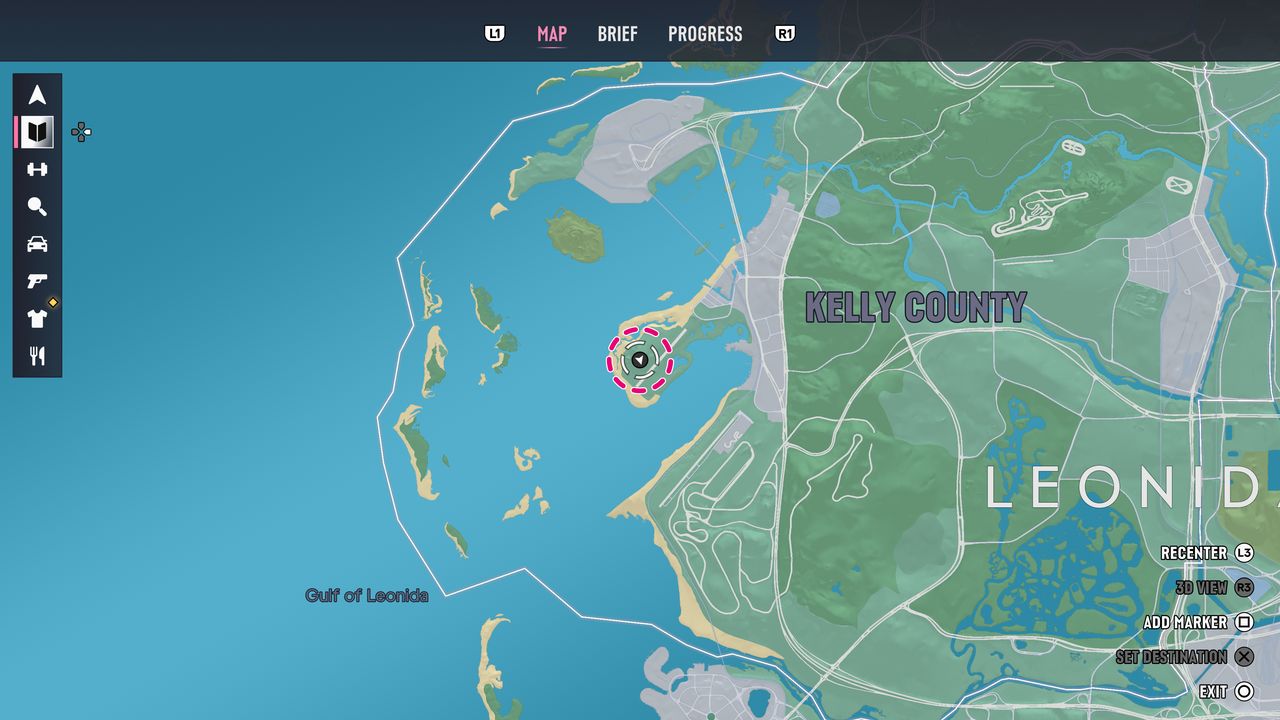 L1 MAP BRIEF PROGRESS R1
KELLY COUNTY
LEONIDA
RECENTER L3
3D VIEW R3
Gulf of Leonida
ADD MARKER
SET DESTINATION
EXIT